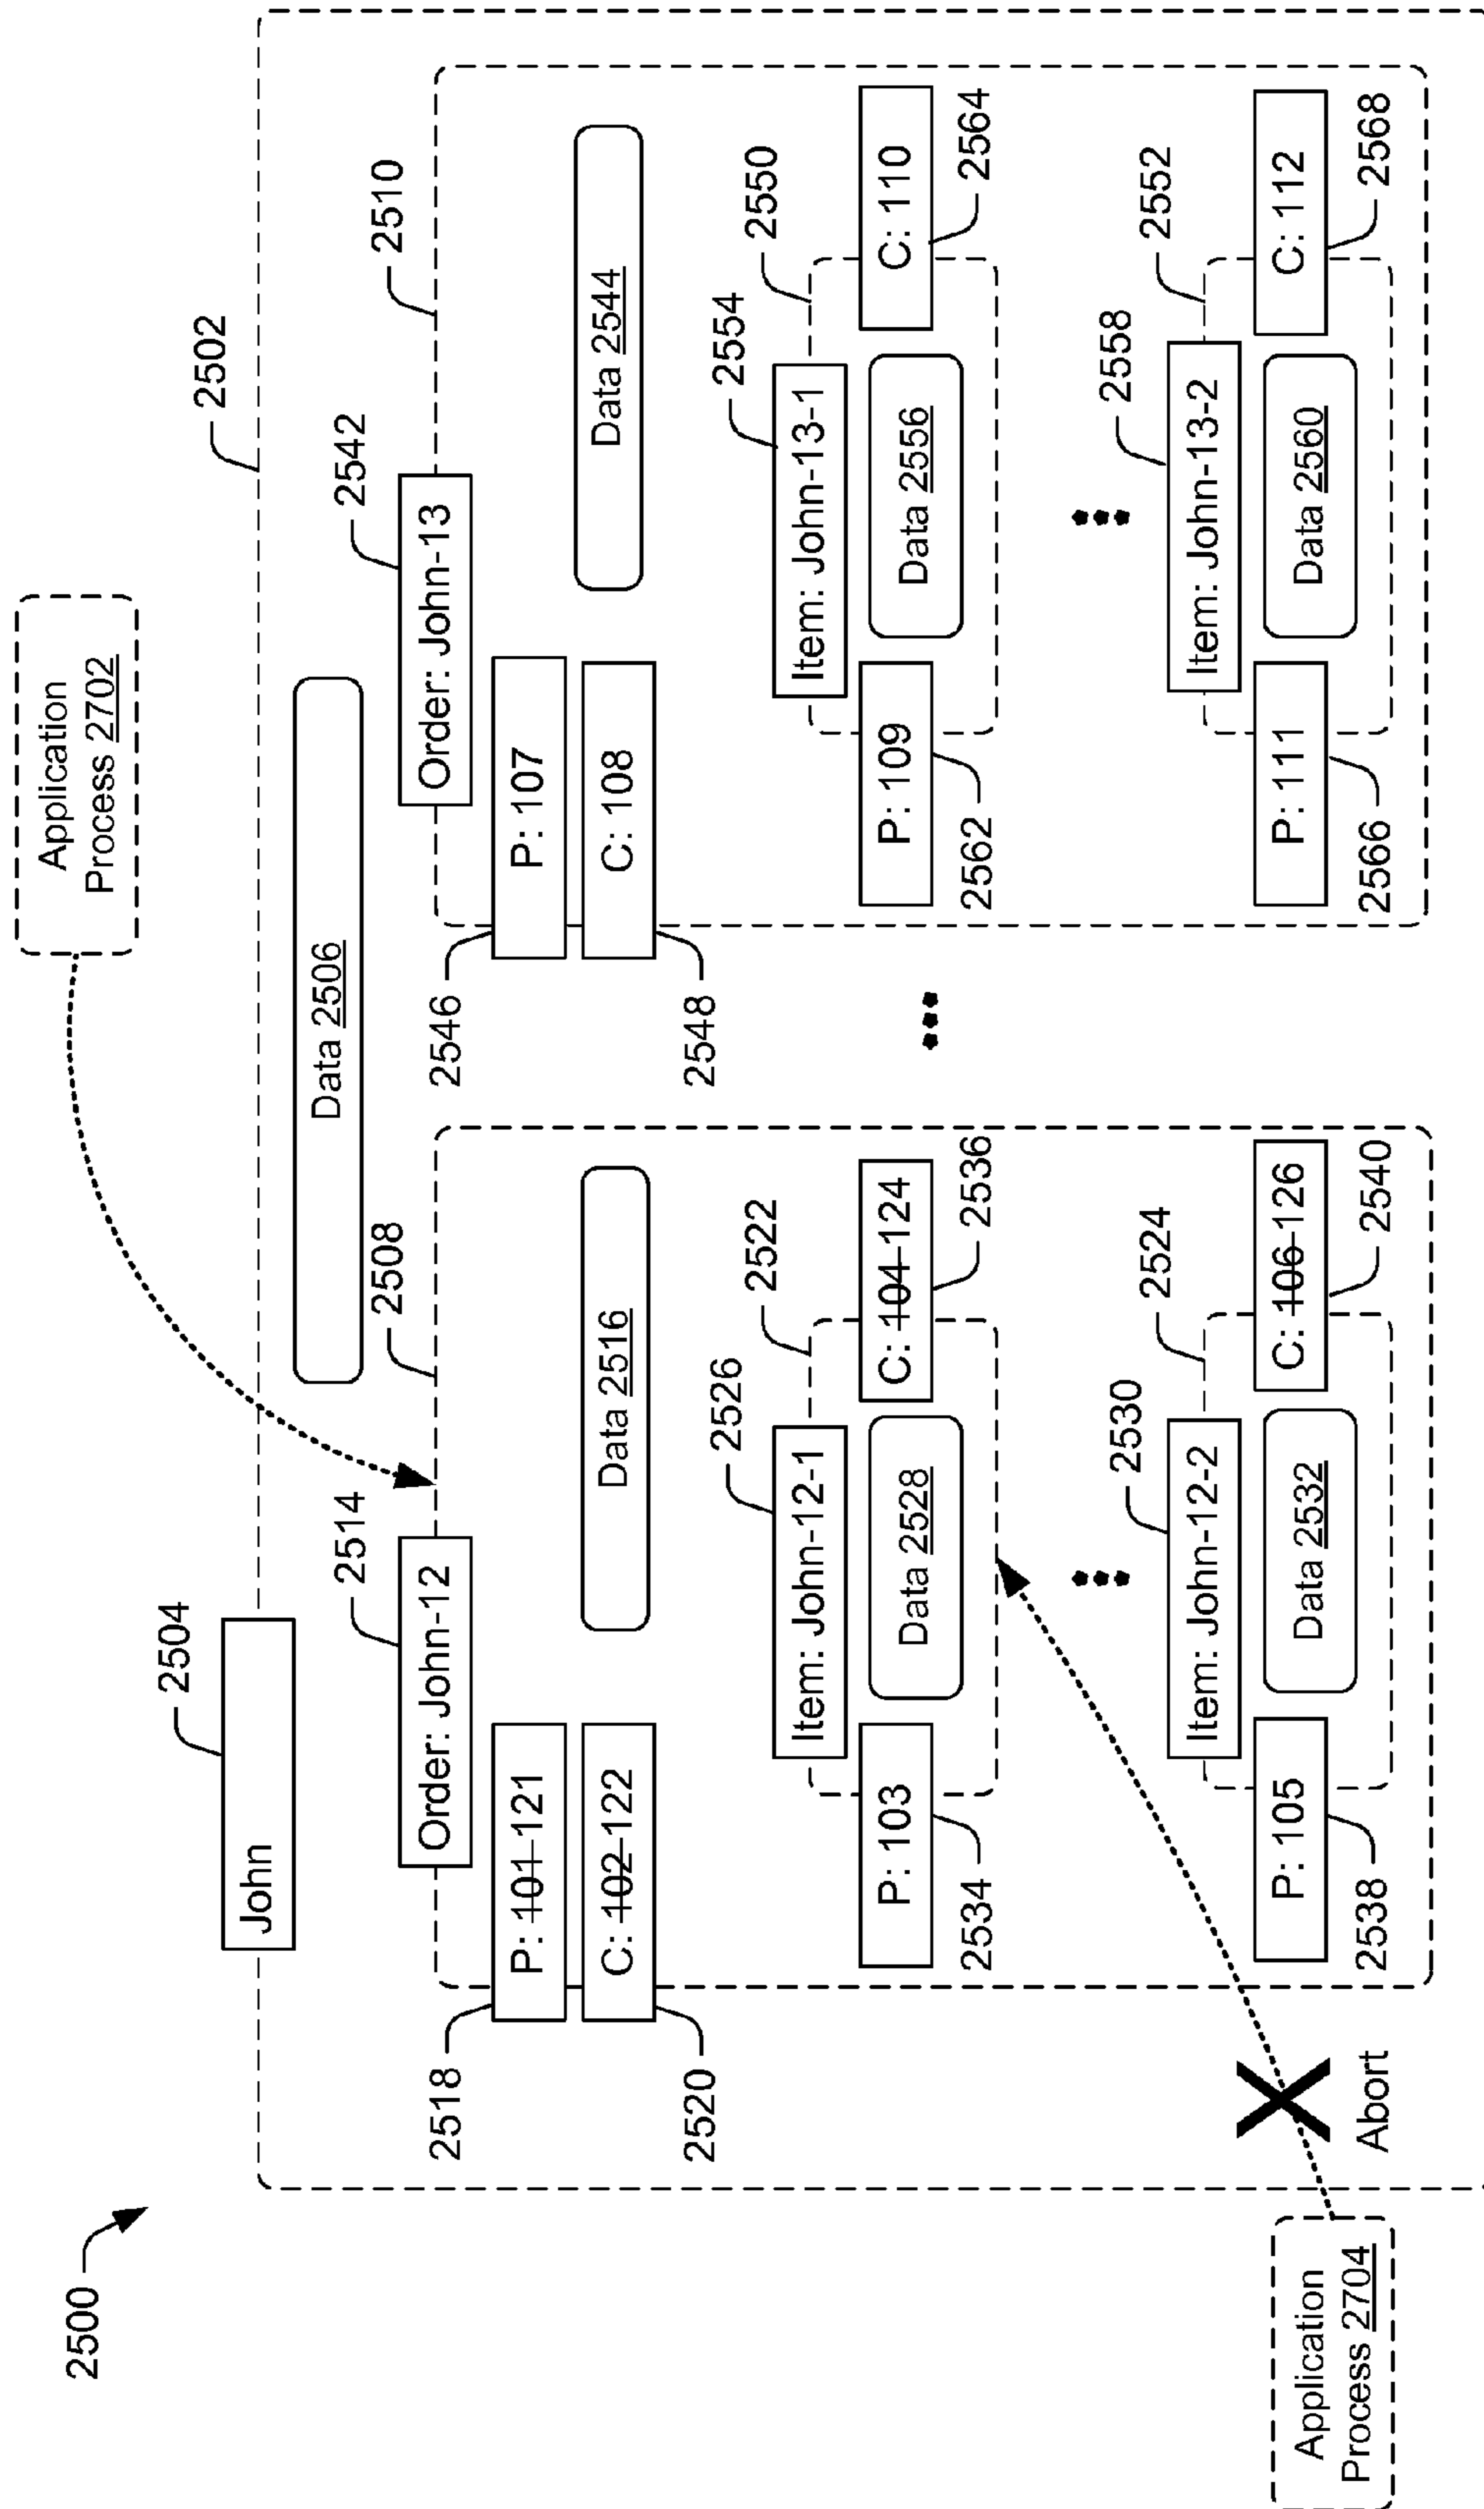 2500
Application
Process 2702
2502
2504
John
Data 2506
2508
2510
2514
Order: John-12
2542
Order: John-13
2518
P: 101 121
2546
P: 107
Data 2516
Data 2544
C: 102 122
2520
C: 108
2548
2526
2522
Item: John-12-1
2554
2550
Item: John-13-1
P: 103
Data 2528
C: 104 124
P: 109
Data 2556
C: 110
2534
2536
2562
2564
2530
2524
Item: John-12-2
2558
2552
Item: John-13-2
P: 105
Data 2532
C: 106 126
P: 111
Data 2560
C: 112
2538
2540
2566
2568
Abort
Application
Process 2704